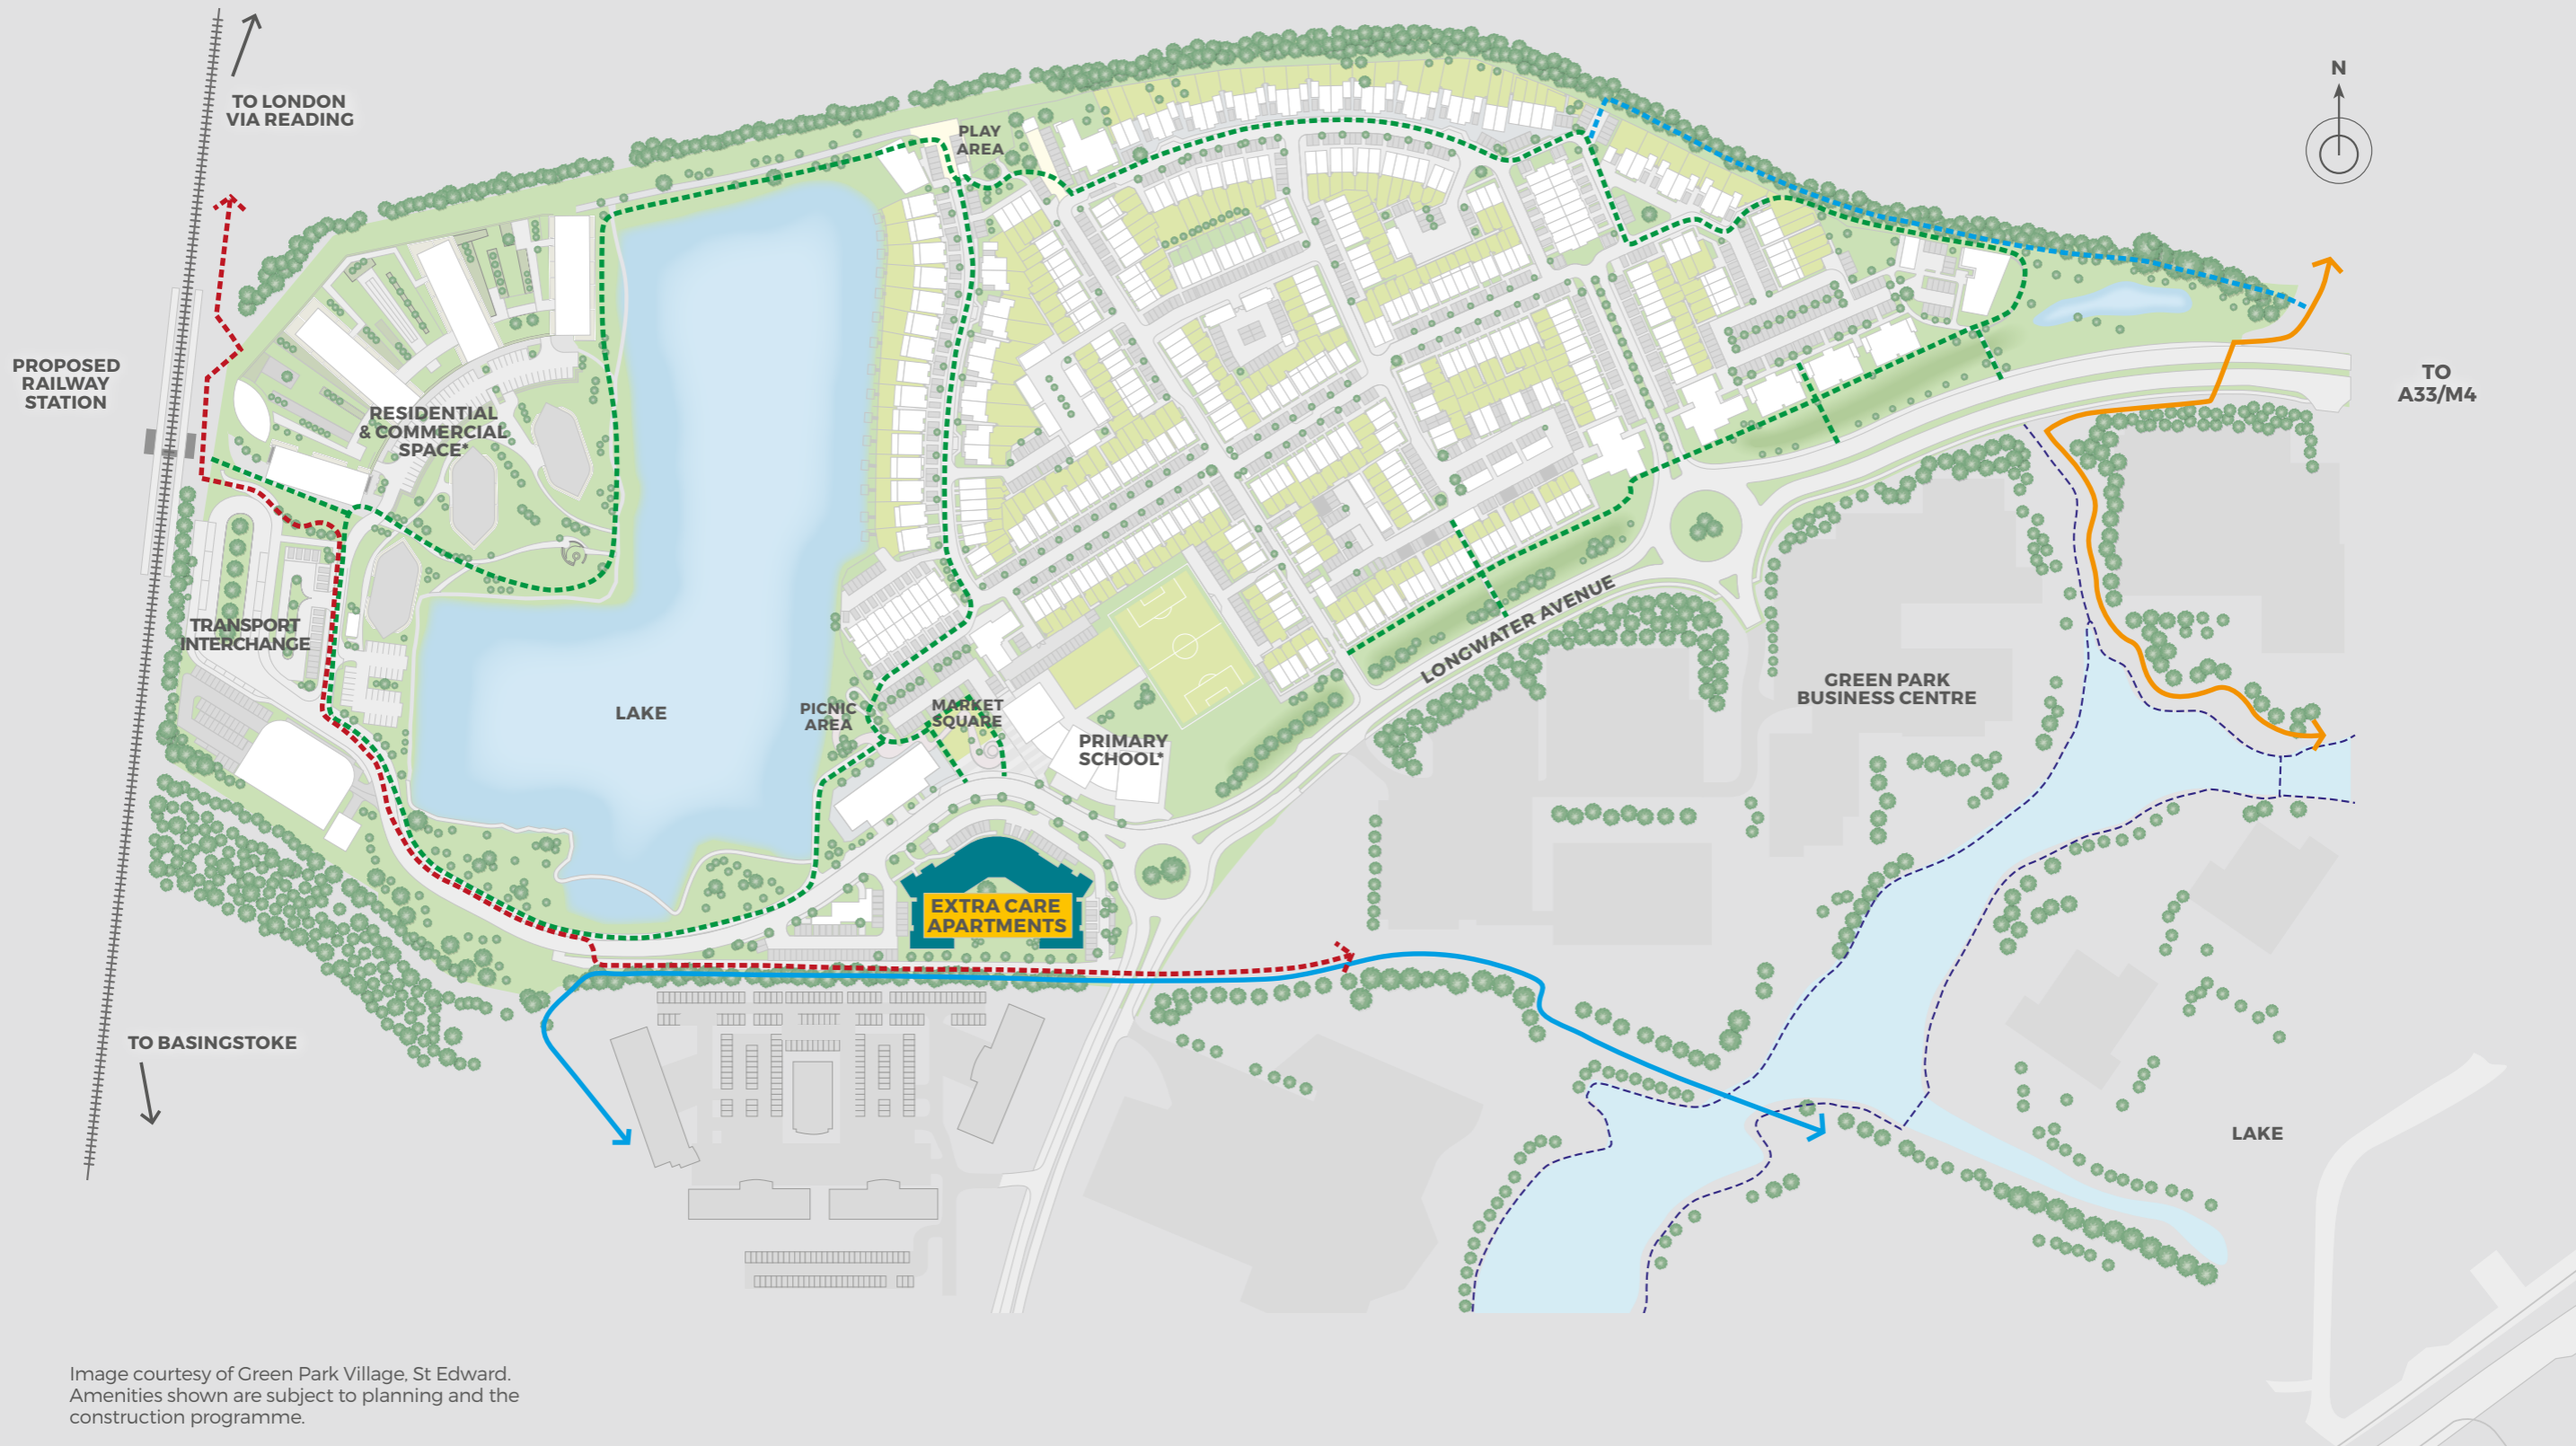 N
TO LONDON
VIA READING
PLAY
AREA
PROPOSED
RAILWAY
STATION
TO
A33/M4
RESIDENTIAL
& COMMERCIAL
SPACE*
TRANSPORT
INTERCHANGE
LONGWATER AVENUE
LAKE
PICNIC
AREA
MARKET
SQUARE
PRIMARY
SCHOOL*
GREEN PARK
BUSINESS CENTRE
EXTRA CARE
APARTMENTS
TO BASINGSTOKE
LAKE
Image courtesy of Green Park Village, St Edward.
Amenities shown are subject to planning and the
construction programme.